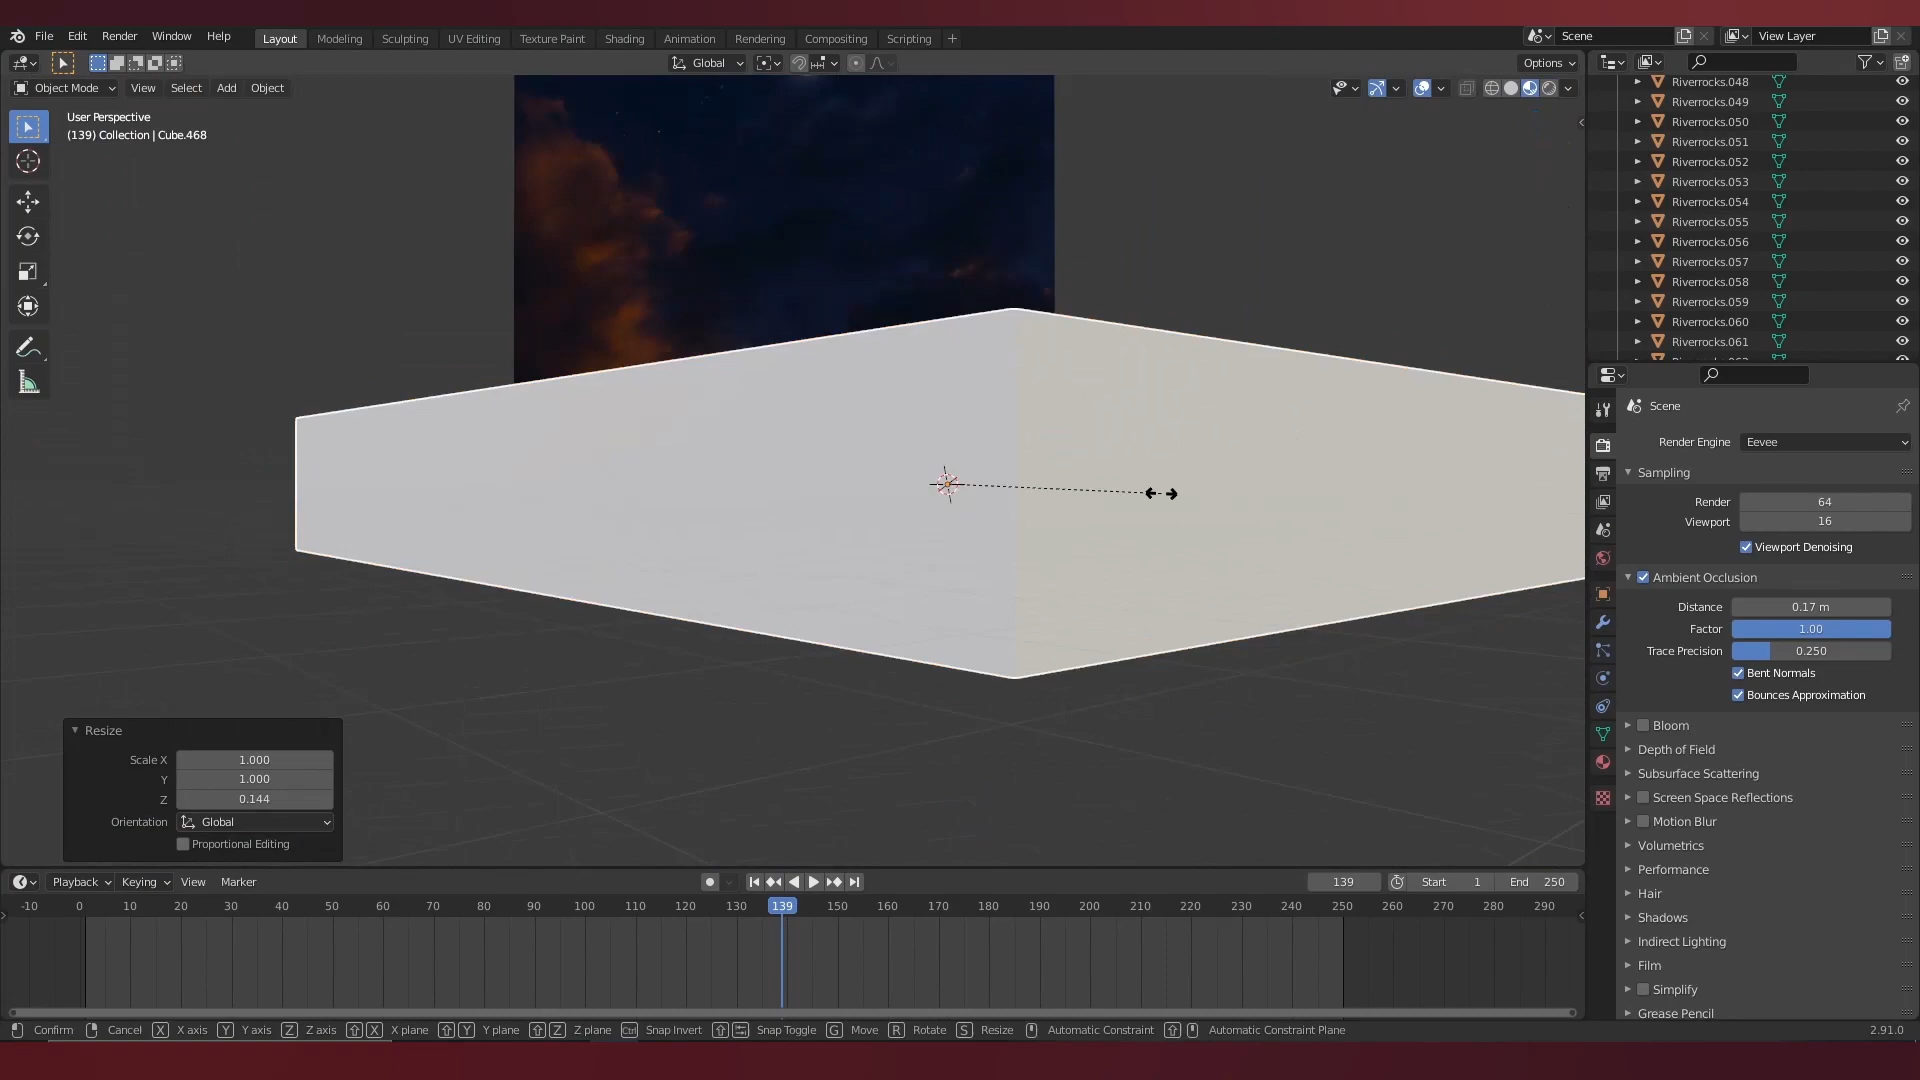 File Edit Render Window Help Layout Modeling Sculpting UV Editing Texture Paint Shading Animation Rendering Compositing Scripting + Scene View Layer
Global Options
Object Mode View Select Add Object
User Perspective
(139) Collection | Cube.468
Riverrocks.048
Riverrocks.049
Riverrocks.050
Riverrocks.051
Riverrocks.052
Riverrocks.053
Riverrocks.054
Riverrocks.055
Riverrocks.056
Riverrocks.057
Riverrocks.058
Riverrocks.059
Riverrocks.060
Riverrocks.061
Scene
Render Engine Eevee
Sampling
Render 64
Viewport 16
Viewport Denoising
Ambient Occlusion
Distance 0.17 m
Factor 1.00
Trace Precision 0.250
Bent Normals
Bounces Approximation
Bloom
Depth of Field
Subsurface Scattering
Screen Space Reflections
Motion Blur
Volumetrics
Performance
Hair
Shadows
Indirect Lighting
Film
Simplify
Grease Pencil
Resize
Scale X 1.000
Y 1.000
Z 0.144
Orientation Global
Proportional Editing
Playback Keying View Marker 139 Start 1 End 250
-10 0 10 20 30 40 50 60 70 80 90 100 110 120 130 139 150 160 170 180 190 200 210 220 230 240 250 260 270 280 290
Confirm Cancel X X axis Y Y axis Z Z axis X X plane Y Y plane Z Z plane Ctrl Snap Invert Snap Toggle G Move R Rotate S Resize Automatic Constraint Automatic Constraint Plane 2.91.0